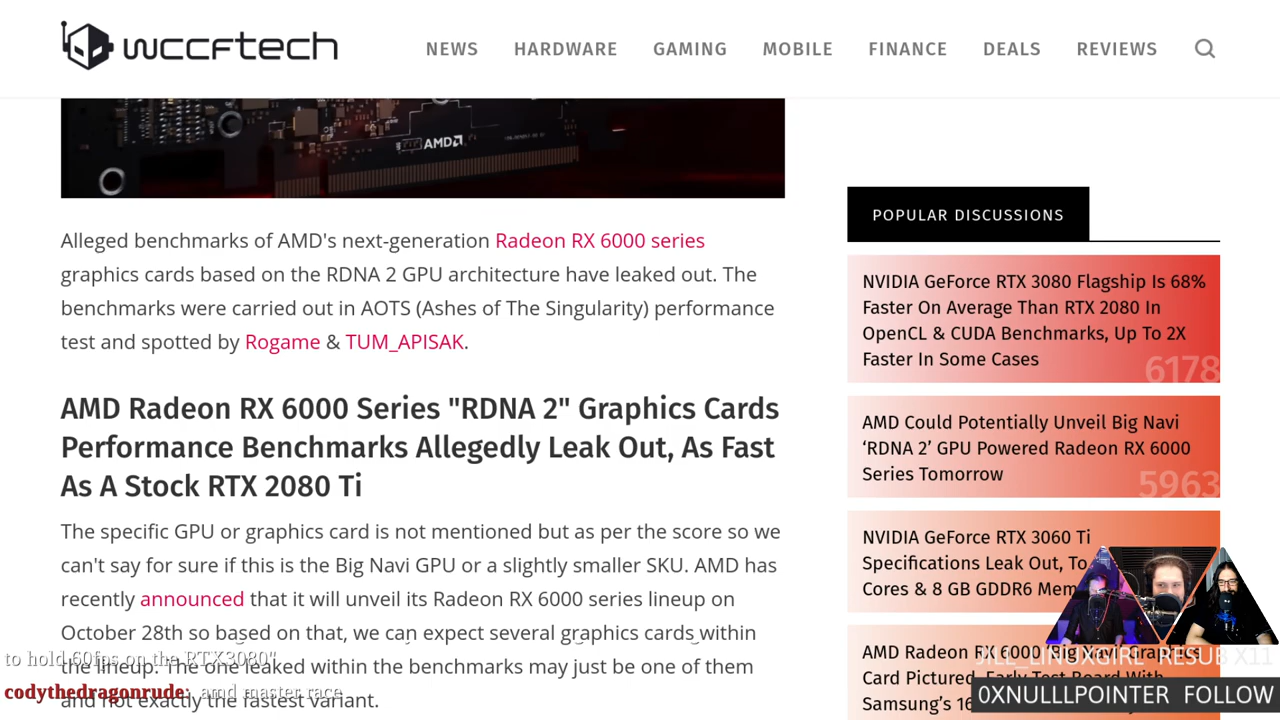 WCCFTECH
NEWS HARDWARE GAMING MOBILE FINANCE DEALS REVIEWS
AMD
Alleged benchmarks of AMD's next-generation Radeon RX 6000 series
graphics cards based on the RDNA 2 GPU architecture have leaked out. The
benchmarks were carried out in AOTS (Ashes of The Singularity) performance
test and spotted by Rogame & TUM_APISAK.
AMD Radeon RX 6000 Series "RDNA 2" Graphics Cards
Performance Benchmarks Allegedly Leak Out, As Fast
As A Stock RTX 2080 Ti
The specific GPU or graphics card is not mentioned but as per the score so we
can't say for sure if this is the Big Navi GPU or a slightly smaller SKU. AMD has
recently announced that it will unveil its Radeon RX 6000 series lineup on
October 28th so based on that, we can expect several graphics cards within
the lineup. The one leaked within the benchmarks may just be one of them
and not exactly the fastest variant.
to hold 60fps on the RTX3080"
codythedragonrude: amd master race
POPULAR DISCUSSIONS
NVIDIA GeForce RTX 3080 Flagship Is 68%
Faster On Average Than RTX 2080 In
OpenCL & CUDA Benchmarks, Up To 2X
Faster In Some Cases
6178
AMD Could Potentially Unveil Big Navi
‘RDNA 2’ GPU Powered Radeon RX 6000
Series Tomorrow
5963
NVIDIA GeForce RTX 3060 Ti
Specifications Leak Out, To
Cores & 8 GB GDDR6 Mem
AMD Radeon RX 6000 'Big Navi' Graphics
Card Pictured, Early Test Board With
Samsung's 16
JILL_LINUXGIRL RESUB X11
0XNULLLPOINTER FOLLOW